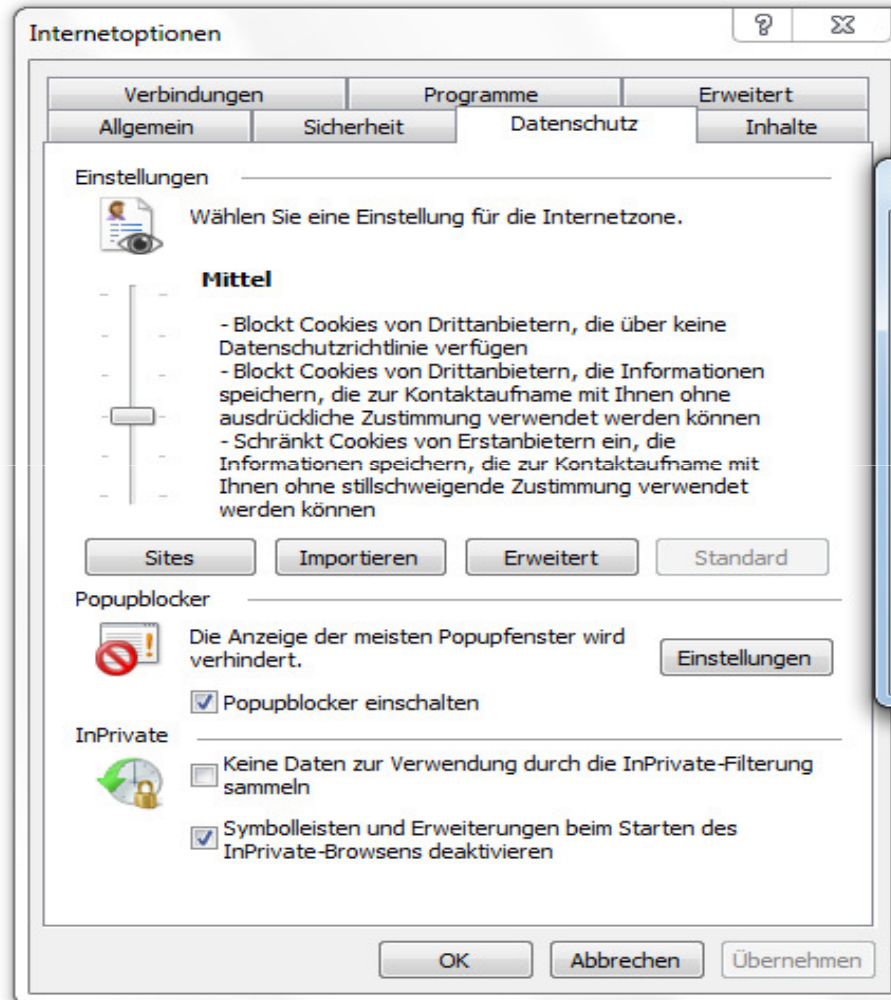 Internetoptionen
Verbindungen
Programme
Erweitert
Allgemein
Sicherheit
Datenschutz
Inhalte
Einstellungen
Wählen Sie eine Einstellung für die Internetzone.
Mittel
- Blockt Cookies von Drittanbietern, die über keine
Datenschutzrichtlinie verfügen
- Blockt Cookies von Drittanbietern, die Informationen
speichern, die zur Kontaktaufname mit Ihnen ohne
ausdrückliche Zustimmung verwendet werden können
- Schränkt Cookies von Erstanbietern ein, die
Informationen speichern, die zur Kontaktaufname mit
Ihnen ohne stillschweigende Zustimmung verwendet
werden können
Sites
Importieren
Erweitert
Standard
Popupblocker
Die Anzeige der meisten Popupfenster wird
verhindert.
Einstellungen
Popupblocker einschalten
InPrivate
Keine Daten zur Verwendung durch die InPrivate-Filterung
sammeln
Symbolleisten und Erweiterungen beim Starten des
InPrivate-Browsens deaktivieren
OK
Abbrechen
Übernehmen